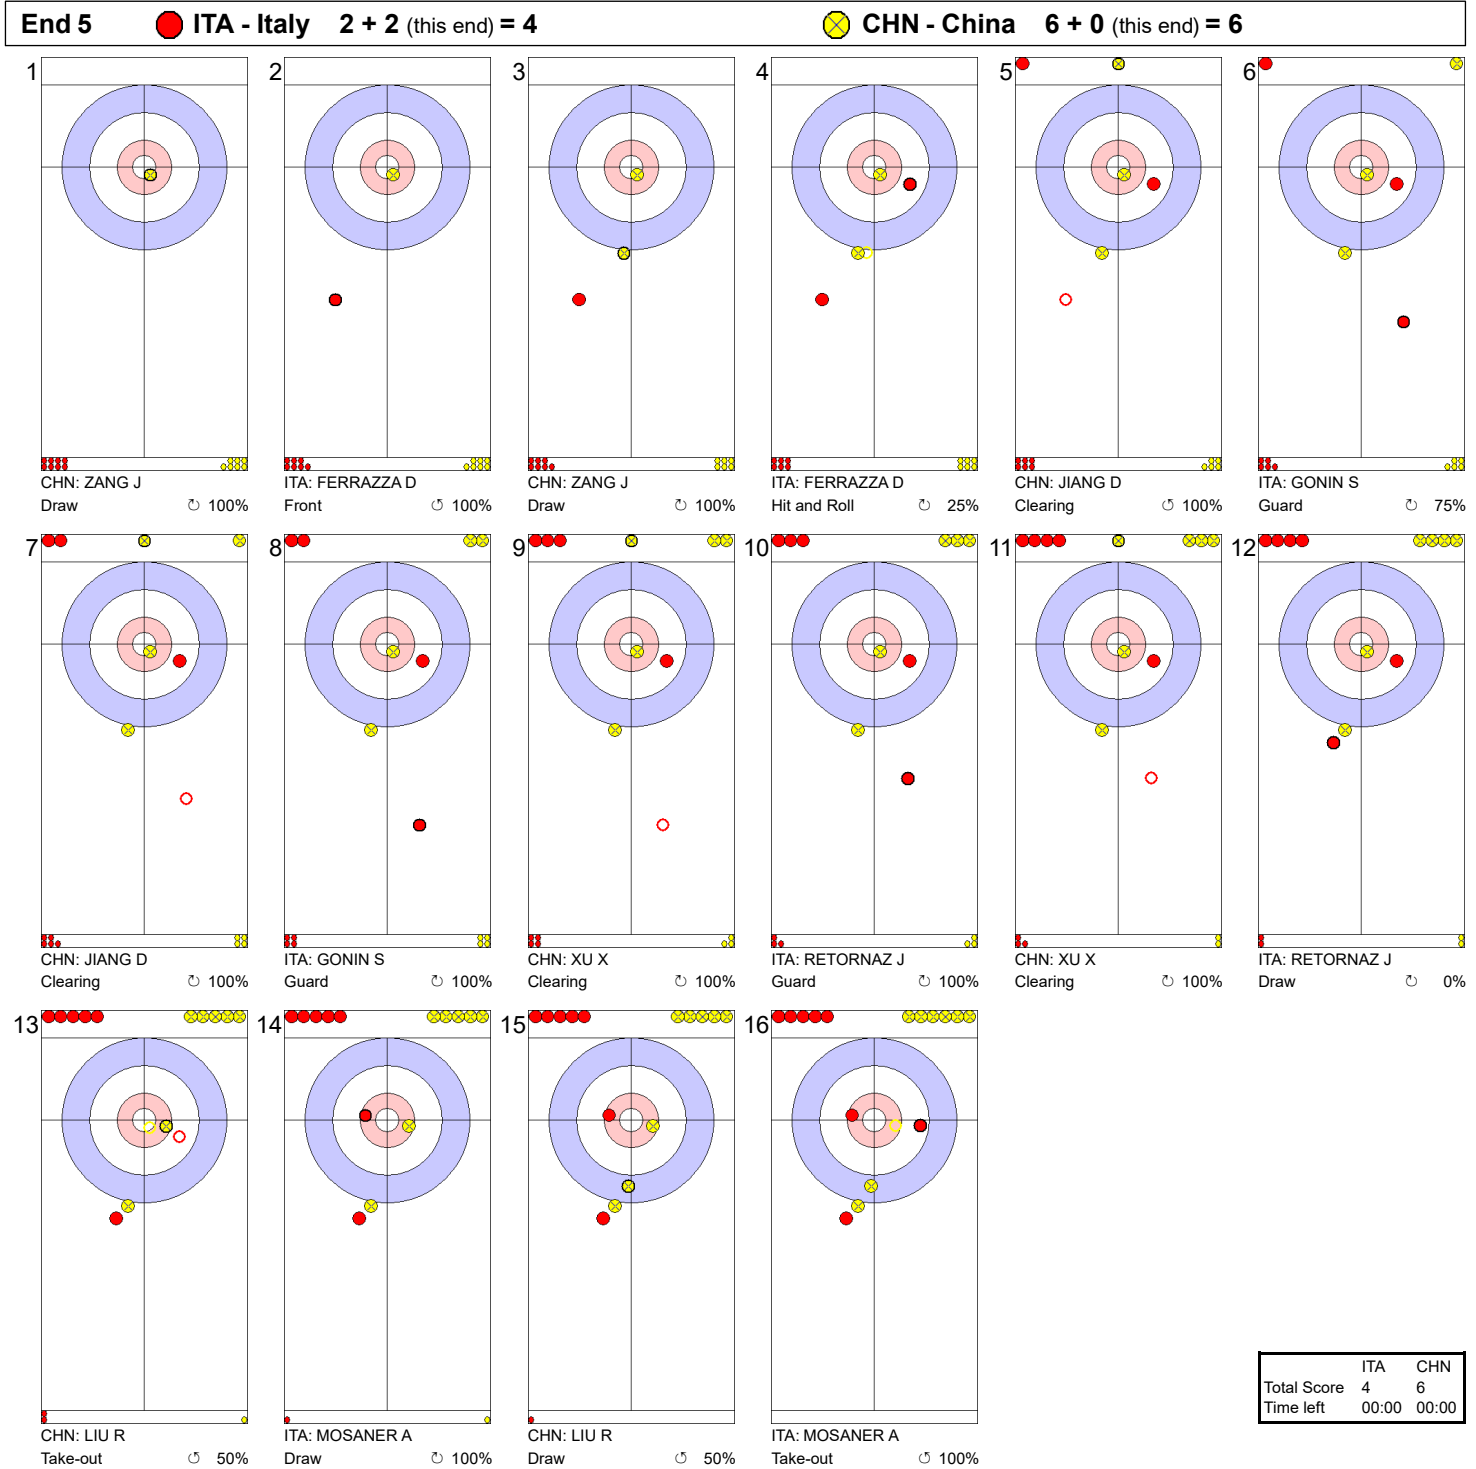 End 5 ITA - Italy 2 + 2 (this end) = 4 CHN - China 6 + 0 (this end) = 6
1 2 3 4 5 6
CHN: ZANG J ITA: FERRAZZA D CHN: ZANG J ITA: FERRAZZA D CHN: JIANG D ITA: GONIN S
Draw ↻ 100% Front ↺ 100% Draw ↻ 100% Hit and Roll ↻ 25% Clearing ↺ 100% Guard ↻ 75%
7 8 9 10 11 12
CHN: JIANG D ITA: GONIN S CHN: XU X ITA: RETORNAZ J CHN: XU X ITA: RETORNAZ J
Clearing ↻ 100% Guard ↻ 100% Clearing ↻ 100% Guard ↻ 100% Clearing ↻ 100% Draw ↻ 0%
13 14 15 16
CHN: LIU R ITA: MOSANER A CHN: LIU R ITA: MOSANER A
Take-out ↺ 50% Draw ↻ 100% Draw ↺ 50% Take-out ↺ 100%
ITA CHN
Total Score 4 6
Time left 00:00 00:00